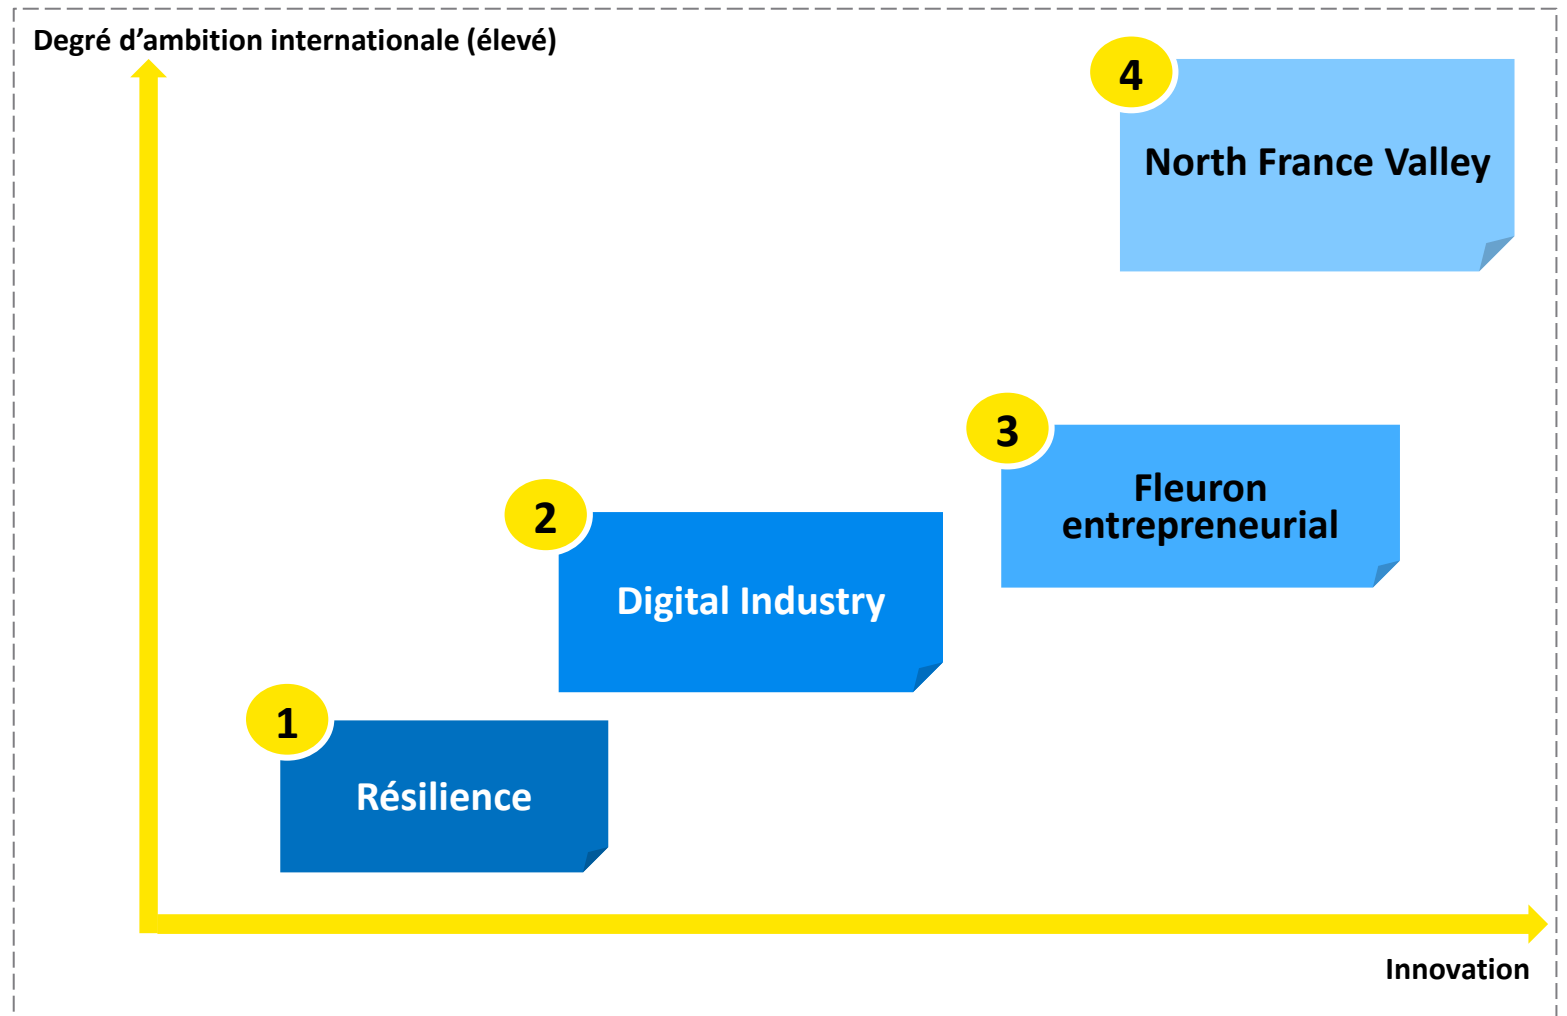 Degré d’ambition internationale (élevé)
4
North France Valley
3
Fleuron
entrepreneurial
2
Digital Industry
1
Résilience
Innovation